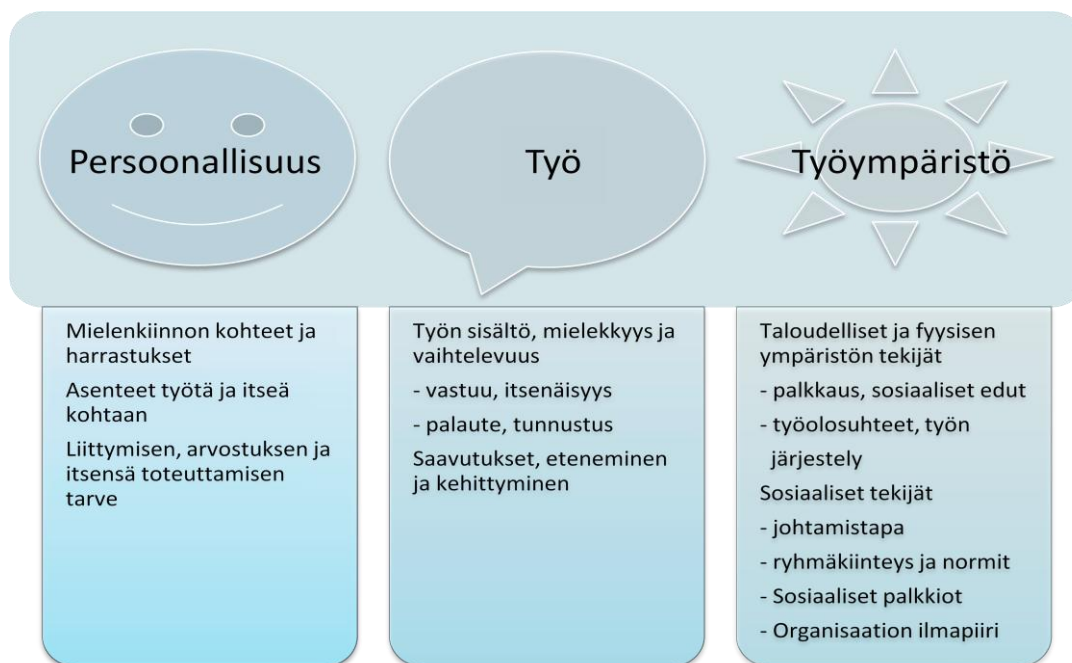 Persoonallisuus
Työ
Työympäristö
Mielenkiinnon kohteet ja
harrastukset
Asenteet työtä ja itseä
kohtaan
Liittymisen, arvostuksen ja
itsensä toteuttamisen
tarve
Työn sisältö, mielekkyys ja
vaihtelevuus
- vastuu, itsenäisyys
- palaute, tunnustus
Saavutukset, eteneminen
ja kehittyminen
Taloudelliset ja fyysisen
ympäristön tekijät
- palkkaus, sosiaaliset edut
- työolosuhteet, työn
järjestely
Sosiaaliset tekijät
- johtamistapa
- ryhmäkiinteys ja normit
- Sosiaaliset palkkiot
- Organisaation ilmapiiri